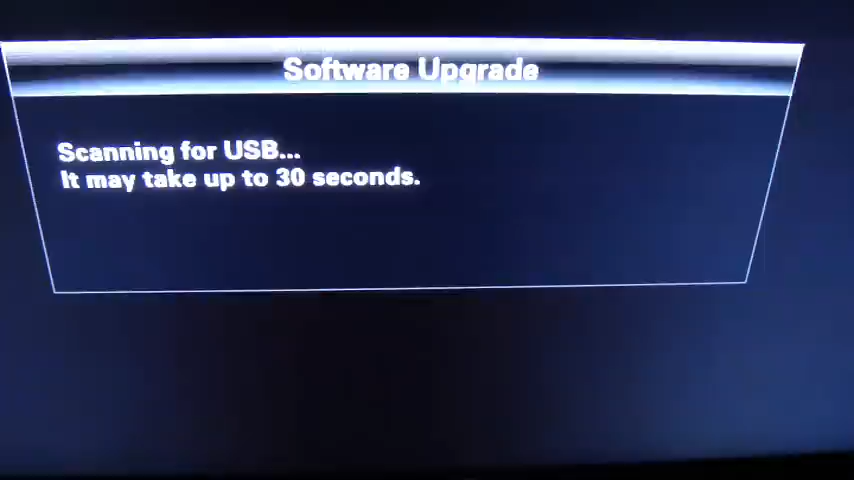 Software Upgrade
Scanning for USB...
It may take up to 30 seconds.